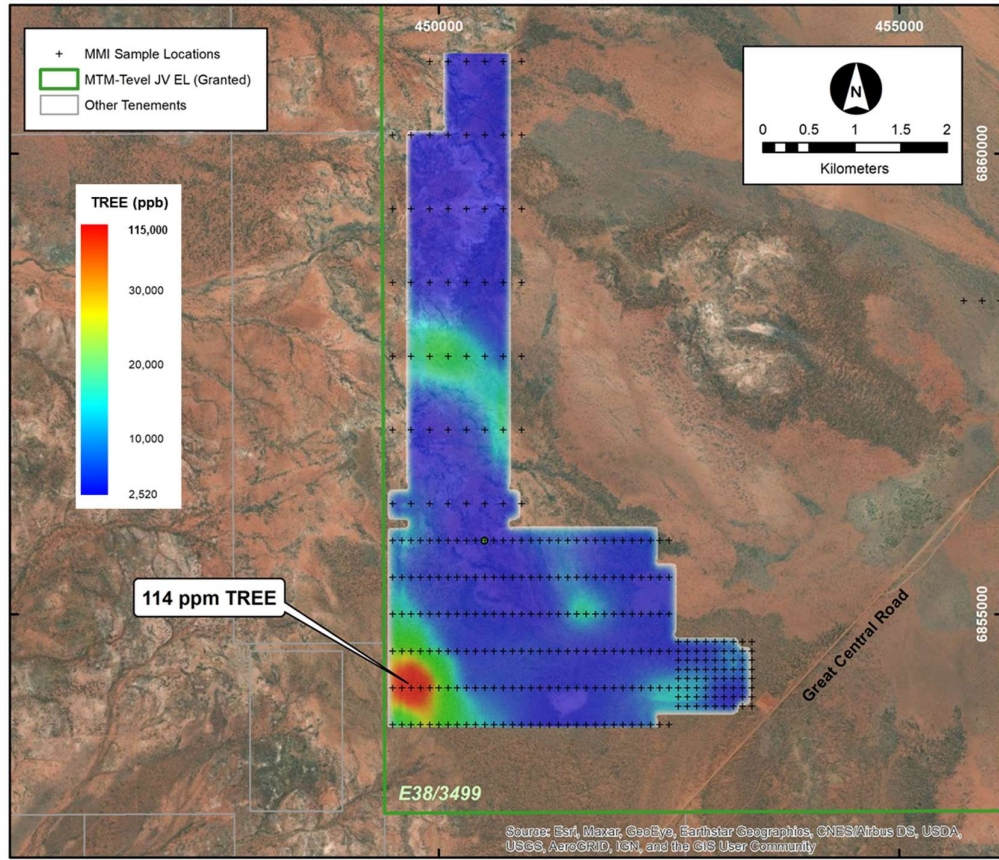 450000
455000
MMI Sample Locations
MTM-Tevel JV EL (Granted)
Other Tenements
N
0 0.5 1 1.5 2
Kilometers
6860000
TREE (ppb)
115,000
30,000
20,000
10,000
2,520
114 ppm TREE
6855000
Great Central Road
E38/3499
Source: Esri, Maxar, GeoEye, Earthstar Geographics, CNES/Airbus DS, USDA,
USGS, AeroGRID, IGN, and the GIS User Community